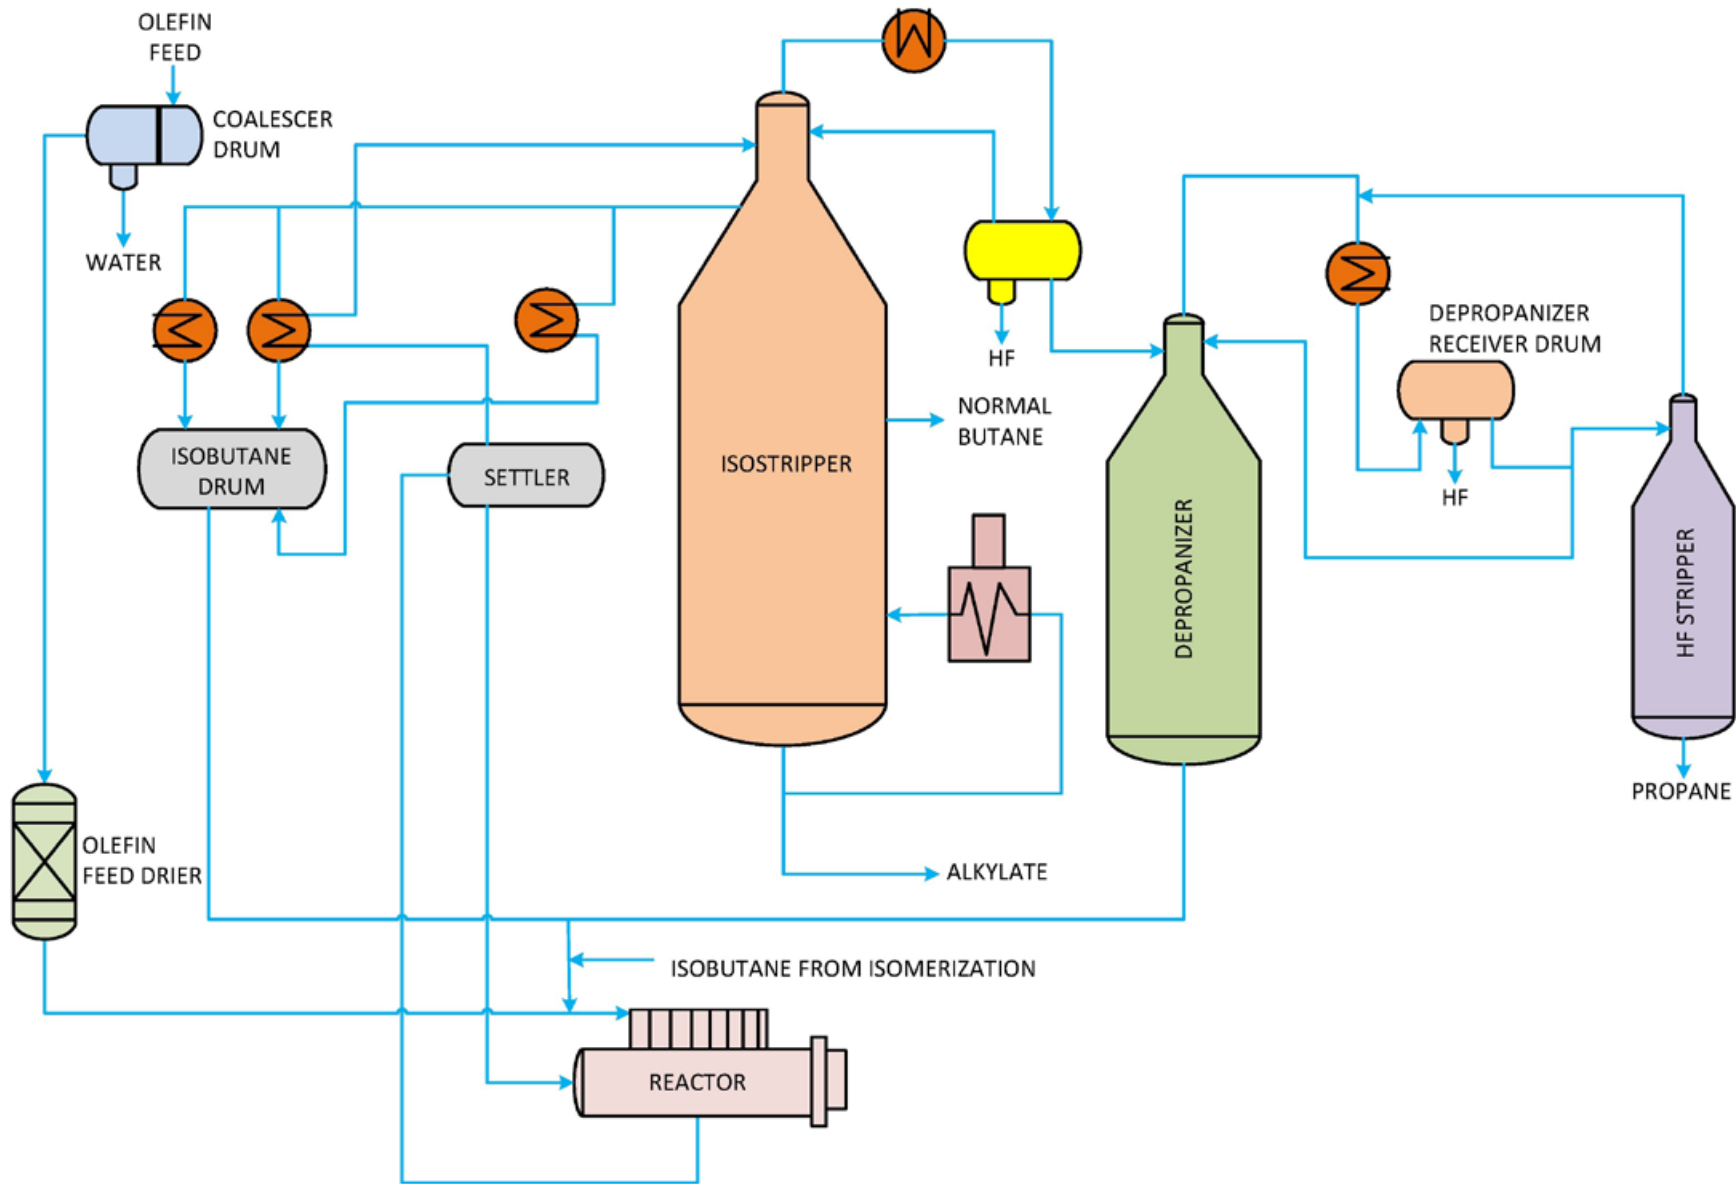 OLEFIN
FEED
COALESCER
DRUM
WATER
HF
NORMAL
BUTANE
DEPROPANIZER
RECEIVER DRUM
HF
ISOBUTANE
DRUM
SETTLER
ISOSTRIPPER
DEPROPANIZER
HF STRIPPER
PROPANE
OLEFIN
FEED DRIER
ALKYLATE
ISOBUTANE FROM ISOMERIZATION
REACTOR